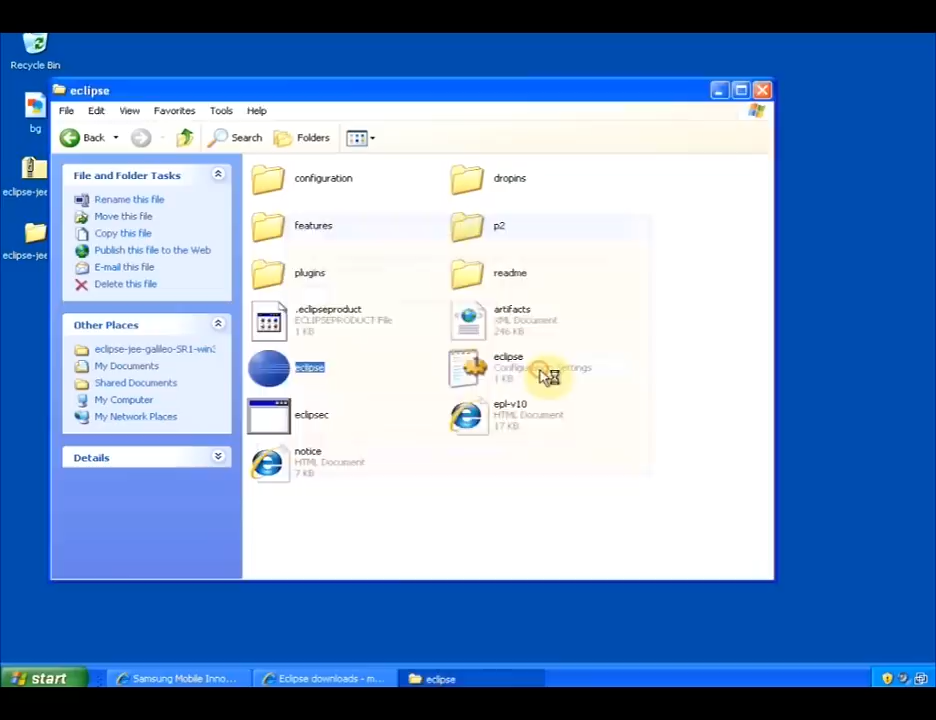 Recycle Bin
eclipse
File Edit View Favorites Tools Help
bg
Back Search Folders
File and Folder Tasks
Rename this file
Move this file
Copy this file
Publish this file to the Web
E-mail this file
Delete this file
Other Places
eclipse-jee-galileo-SR1-win3
My Documents
Shared Documents
My Computer
My Network Places
Details
eclipse-jee
eclipse-jee
configuration
dropins
features
p2
plugins
readme
.eclipseproduct
ECLIPSEPRODUCT File
1 KB
artifacts
XML Document
246 KB
eclipse
eclipse
1 KB
eclipsec
epl-v10
HTML Document
17 KB
notice
HTML Document
7 KB
start
Samsung Mobile Inno...
Eclipse downloads - m...
eclipse